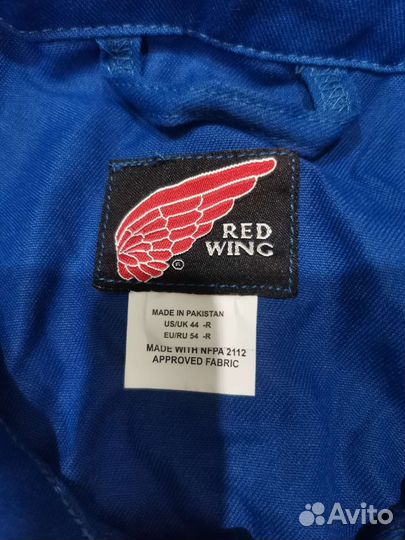 RED
WING
®
MADE IN PAKISTAN
US/UK 44 -R
EU/RU 54 -R
MADE WITH NFPA 2112
APPROVED FABRIC
Avito